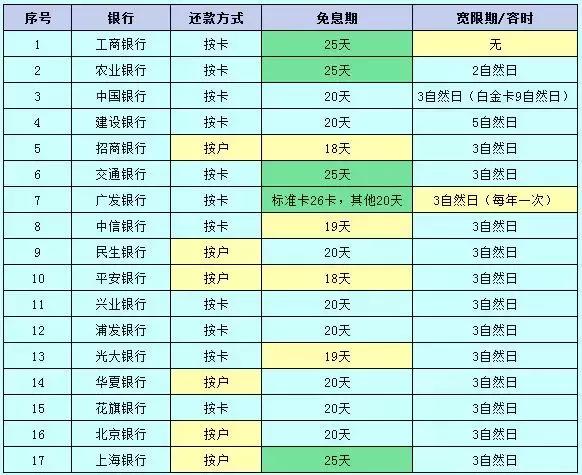 序号 银行 还款方式 免息期 宽限期/容时
1 工商银行 按卡 25天 无
2 农业银行 按卡 25天 2自然日
3 中国银行 按卡 20天 3自然日（白金卡9自然日）
4 建设银行 按卡 20天 5自然日
5 招商银行 按户 18天 3自然日
6 交通银行 按卡 25天 3自然日
7 广发银行 按卡 标准卡26卡，其他20天 3自然日（每年一次）
8 中信银行 按卡 19天 3自然日
9 民生银行 按户 20天 3自然日
10 平安银行 按户 18天 3自然日
11 兴业银行 按卡 20天 3自然日
12 浦发银行 按卡 20天 3自然日
13 光大银行 按卡 19天 3自然日
14 华夏银行 按户 20天 3自然日
15 花旗银行 按卡 20天 3自然日
16 北京银行 按户 20天 3自然日
17 上海银行 按户 25天 3自然日